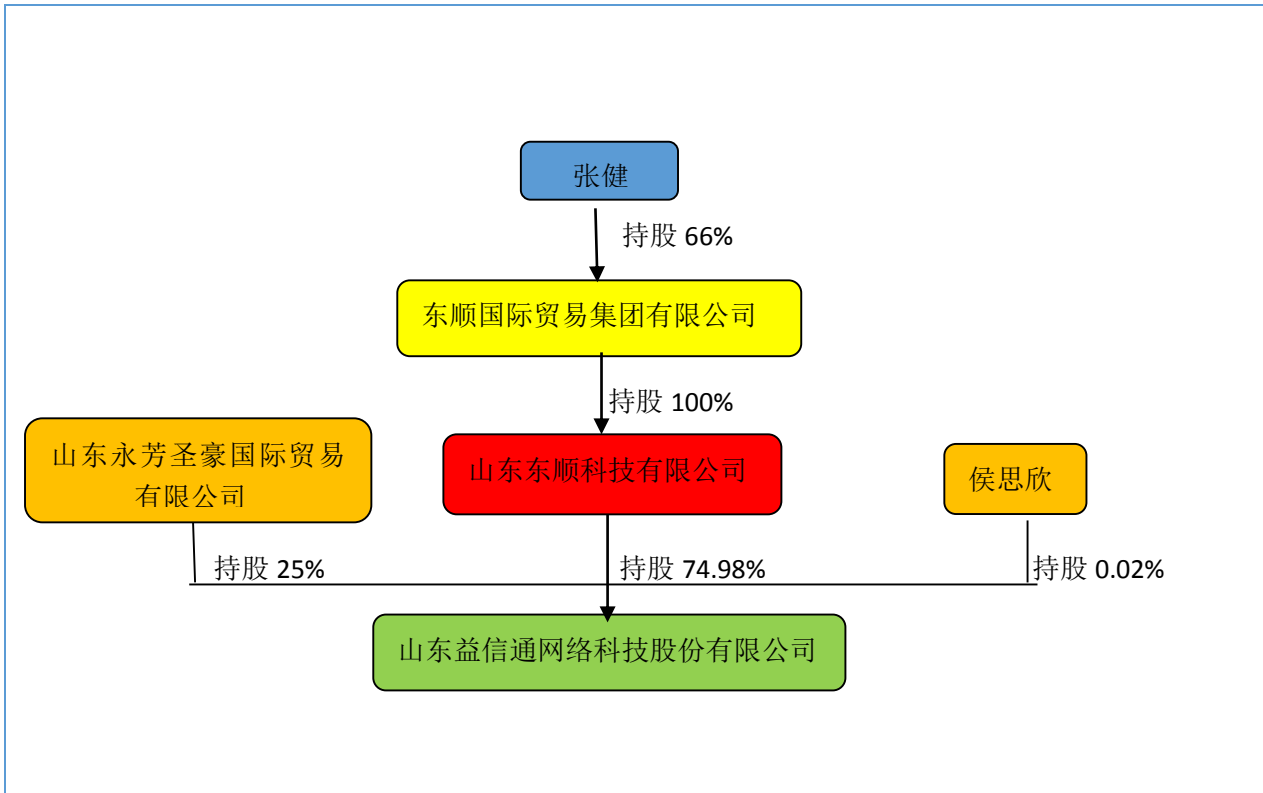 张健
持股 66%
东顺国际贸易集团有限公司
持股 100%
山东永芳圣豪国际贸易
有限公司
山东东顺科技有限公司
侯思欣
持股 25%
持股 74.98%
持股 0.02%
山东益信通网络科技股份有限公司